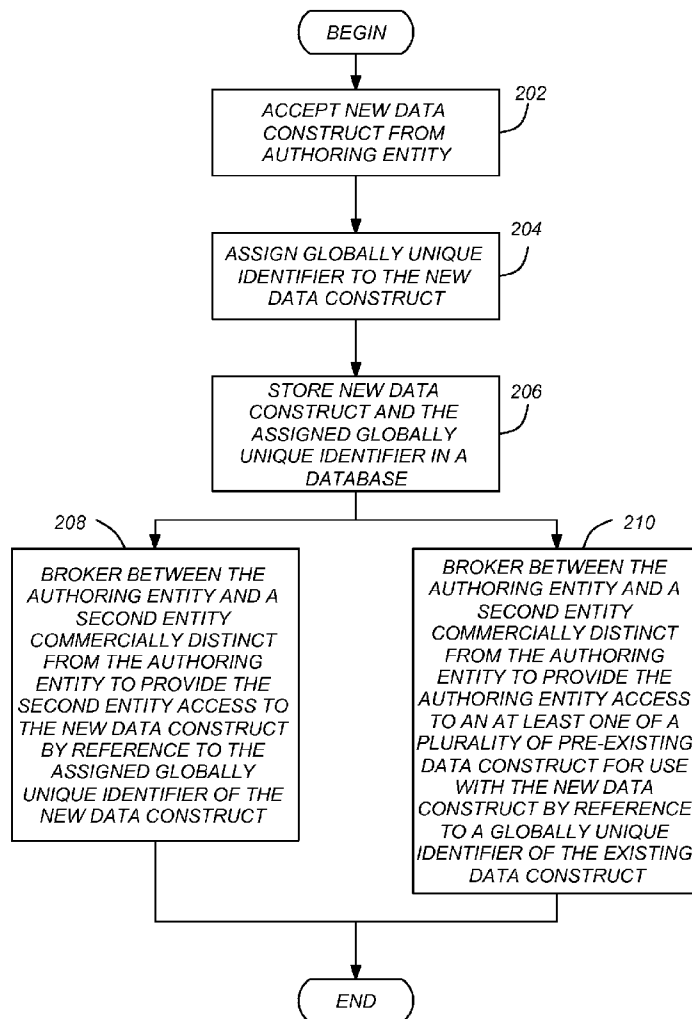 BEGIN
202
ACCEPT NEW DATA
CONSTRUCT FROM
AUTHORING ENTITY
204
ASSIGN GLOBALLY UNIQUE
IDENTIFIER TO THE NEW
DATA CONSTRUCT
206
STORE NEW DATA
CONSTRUCT AND THE
ASSIGNED GLOBALLY
UNIQUE IDENTIFIER IN A
DATABASE
208
BROKER BETWEEN THE
AUTHORING ENTITY AND A
SECOND ENTITY
COMMERCIALLY DISTINCT
FROM THE AUTHORING
ENTITY TO PROVIDE THE
SECOND ENTITY ACCESS TO
THE NEW DATA CONSTRUCT
BY REFERENCE TO THE
ASSIGNED GLOBALLY
UNIQUE IDENTIFIER OF THE
NEW DATA CONSTRUCT
210
BROKER BETWEEN THE
AUTHORING ENTITY AND A
SECOND ENTITY
COMMERCIALLY DISTINCT
FROM THE AUTHORING
ENTITY TO PROVIDE THE
AUTHORING ENTITY ACCESS
TO AN AT LEAST ONE OF A
PLURALITY OF PRE-EXISTING
DATA CONSTRUCT FOR USE
WITH THE NEW DATA
CONSTRUCT BY REFERENCE
TO A GLOBALLY UNIQUE
IDENTIFIER OF THE EXISTING
DATA CONSTRUCT
END